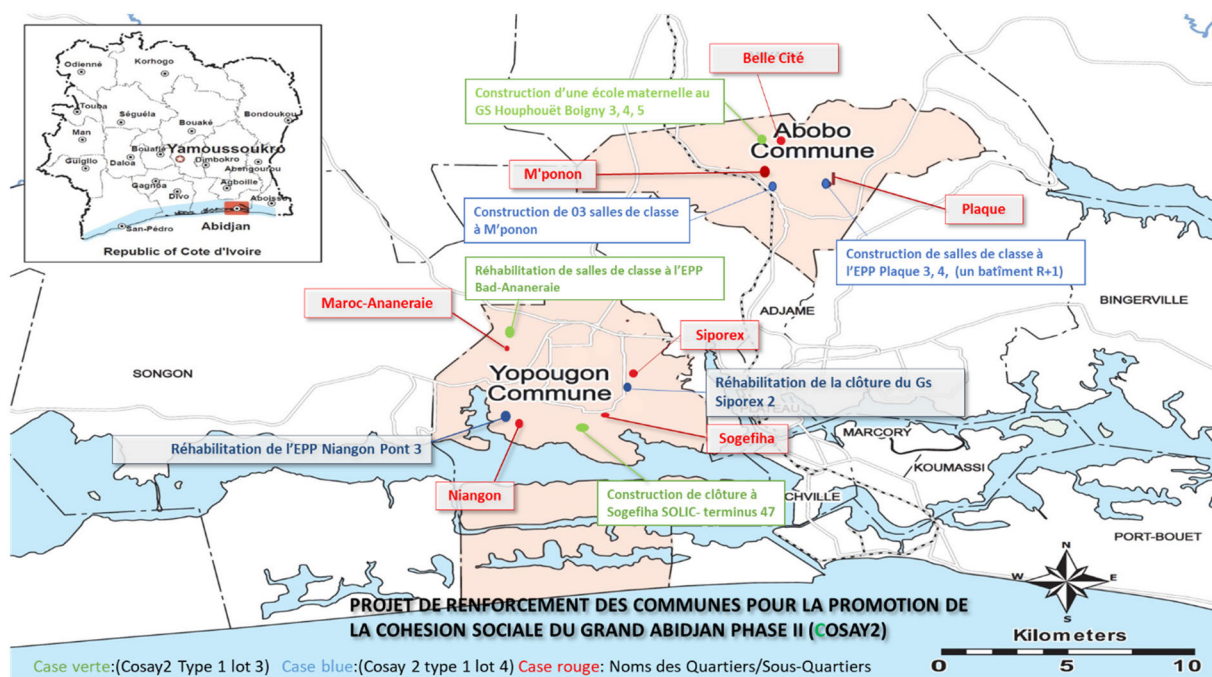 Odienné
Korhogo
Touba
Séguéla
Bondoukou
Man
Bouaké
Yamoussoukro
Bouaflé
Daloa
Dimbokro
Guiglo
Abengourou
Gagnoa
Agboille
Divo
Aboisso
San-Pédro
Abidjan
Republic of Cote d'Ivoire
Belle Cité
Construction d'une école maternelle au
GS Houphouët Boigny 3, 4, 5
Abobo
Commune
M'ponon
Plaque
Construction de 03 salles de classe
à M'ponon
Construction de salles de classe à
l'EPP Plaque 3, 4, (un batîment R+1)
Réhabilitation de salles de classe à l'EPP
Bad-Ananeraie
Maroc-Ananeraie
ADJAME
BINGERVILLE
Siporex
SONGON
Yopougon
Commune
Réhabilitation de la clôture du Gs
Siporex 2
PLATEAU
Sogefiha
MARCORY
Réhabilitation de l'EPP Niangon Pont 3
KOUMASSI
Niangon
Construction de clôture à
Sogefiha SOLIC- terminus 47
CHVILLE
PORT-BOUET
N
W
E
S
PROJET DE RENFORCEMENT DES COMMUNES POUR LA PROMOTION DE
LA COHESION SOCIALE DU GRAND ABIDJAN PHASE II (COSAY2)
Kilometers
0 5 10
Case verte:(Cosay2 Type 1 lot 3) Case blue:(Cosay 2 type 1 lot 4) Case rouge: Noms des Quartiers/Sous-Quartiers